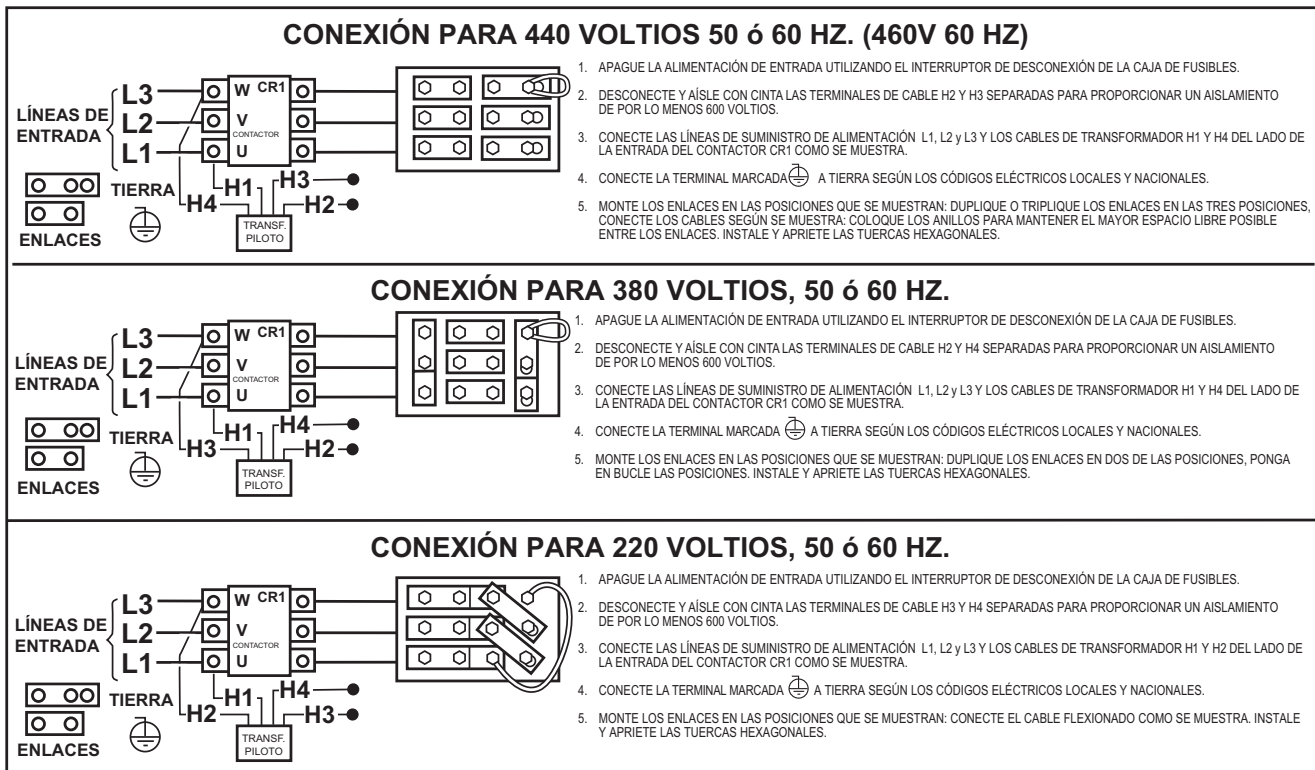 CONEXIÓN PARA 440 VOLTIOS 50 ó 60 HZ. (460V 60 HZ)
LÍNEAS DE
ENTRADA
L3
L2
L1
W CR1
V
CONTACTOR
U
TIERRA
ENLACES
H1
H4
H3
H2
TRANSF.
PILOTO
1. APAGUE LA ALIMENTACIÓN DE ENTRADA UTILIZANDO EL INTERRUPTOR DE DESCONEXIÓN DE LA CAJA DE FUSIBLES.
2. DESCONECTE Y AÍSLE CON CINTA LAS TERMINALES DE CABLE H2 Y H3 SEPARADAS PARA PROPORCIONAR UN AISLAMIENTO
DE POR LO MENOS 600 VOLTIOS.
3. CONECTE LAS LÍNEAS DE SUMINISTRO DE ALIMENTACIÓN L1, L2 y L3 Y LOS CABLES DE TRANSFORMADOR H1 Y H4 DEL LADO DE
LA ENTRADA DEL CONTACTOR CR1 COMO SE MUESTRA.
4. CONECTE LA TERMINAL MARCADA A TIERRA SEGÚN LOS CÓDIGOS ELÉCTRICOS LOCALES Y NACIONALES.
5. MONTE LOS ENLACES EN LAS POSICIONES QUE SE MUESTRAN: DUPLIQUE O TRIPLIQUE LOS ENLACES EN LAS TRES POSICIONES,
CONECTE LOS CABLES SEGÚN SE MUESTRA: COLOQUE LOS ANILLOS PARA MANTENER EL MAYOR ESPACIO LIBRE POSIBLE
ENTRE LOS ENLACES. INSTALE Y APRIETE LAS TUERCAS HEXAGONALES.
CONEXIÓN PARA 380 VOLTIOS, 50 ó 60 HZ.
LÍNEAS DE
ENTRADA
L3
L2
L1
W CR1
V
CONTACTOR
U
TIERRA
ENLACES
H1
H3
H4
H2
TRANSF.
PILOTO
1. APAGUE LA ALIMENTACIÓN DE ENTRADA UTILIZANDO EL INTERRUPTOR DE DESCONEXIÓN DE LA CAJA DE FUSIBLES.
2. DESCONECTE Y AÍSLE CON CINTA LAS TERMINALES DE CABLE H2 Y H4 SEPARADAS PARA PROPORCIONAR UN AISLAMIENTO
DE POR LO MENOS 600 VOLTIOS.
3. CONECTE LAS LÍNEAS DE SUMINISTRO DE ALIMENTACIÓN L1, L2 y L3 Y LOS CABLES DE TRANSFORMADOR H1 Y H4 DEL LADO DE
LA ENTRADA DEL CONTACTOR CR1 COMO SE MUESTRA.
4. CONECTE LA TERMINAL MARCADA A TIERRA SEGÚN LOS CÓDIGOS ELÉCTRICOS LOCALES Y NACIONALES.
5. MONTE LOS ENLACES EN LAS POSICIONES QUE SE MUESTRAN: DUPLIQUE LOS ENLACES EN DOS DE LAS POSICIONES, PONGA
EN BUCLE LAS POSICIONES. INSTALE Y APRIETE LAS TUERCAS HEXAGONALES.
CONEXIÓN PARA 220 VOLTIOS, 50 ó 60 HZ.
LÍNEAS DE
ENTRADA
L3
L2
L1
W CR1
V
CONTACTOR
U
TIERRA
ENLACES
H1
H2
H4
H3
TRANSF.
PILOTO
1. APAGUE LA ALIMENTACIÓN DE ENTRADA UTILIZANDO EL INTERRUPTOR DE DESCONEXIÓN DE LA CAJA DE FUSIBLES.
2. DESCONECTE Y AÍSLE CON CINTA LAS TERMINALES DE CABLE H3 Y H4 SEPARADAS PARA PROPORCIONAR UN AISLAMIENTO
DE POR LO MENOS 600 VOLTIOS.
3. CONECTE LAS LÍNEAS DE SUMINISTRO DE ALIMENTACIÓN L1, L2 y L3 Y LOS CABLES DE TRANSFORMADOR H1 Y H2 DEL LADO DE
LA ENTRADA DEL CONTACTOR CR1 COMO SE MUESTRA.
4. CONECTE LA TERMINAL MARCADA A TIERRA SEGÚN LOS CÓDIGOS ELÉCTRICOS LOCALES Y NACIONALES.
5. MONTE LOS ENLACES EN LAS POSICIONES QUE SE MUESTRAN: CONECTE EL CABLE FLEXIONADO COMO SE MUESTRA. INSTALE
Y APRIETE LAS TUERCAS HEXAGONALES.